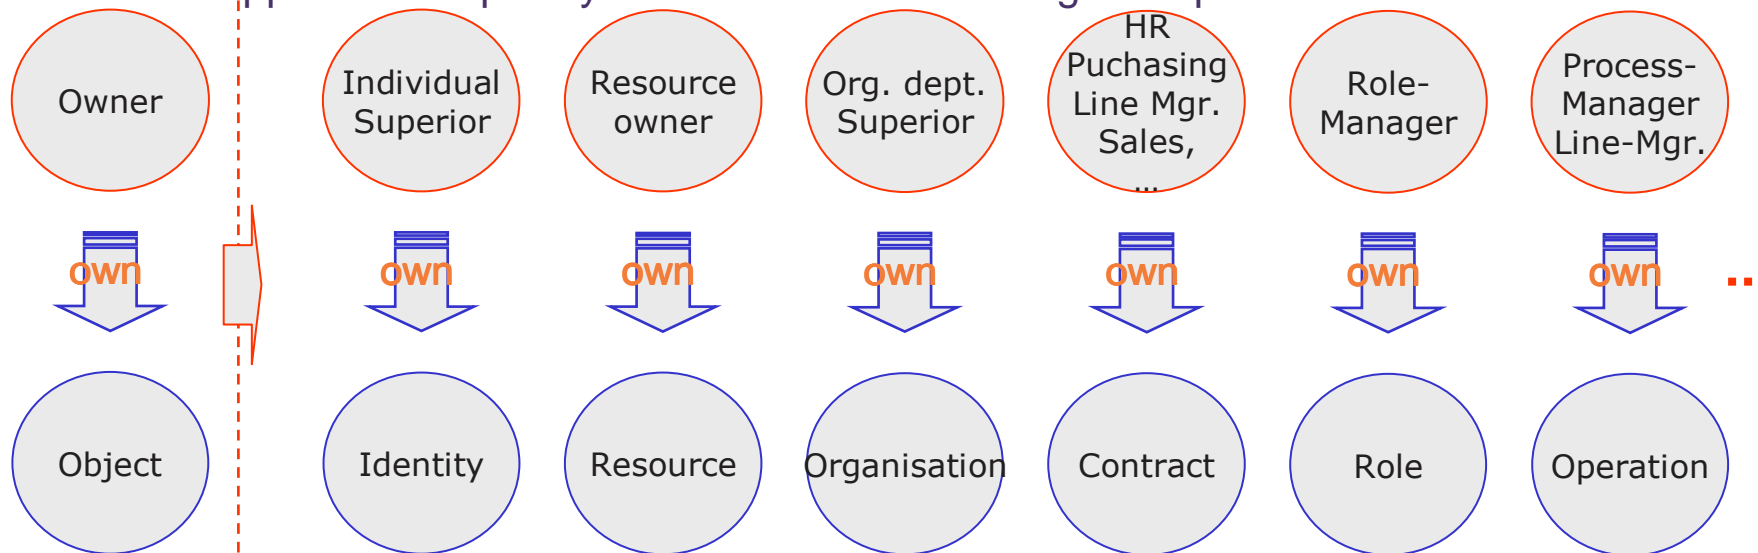 Owner
Individual
Superior
Resource
owner
Org. dept.
Superior
HR
Puchasing
Line Mgr.
Sales,
...
Role-
Manager
Process-
Manager
Line-Mgr.
own
own
own
own
own
own
own
..
Object
Identity
Resource
Organisation
Contract
Role
Operation